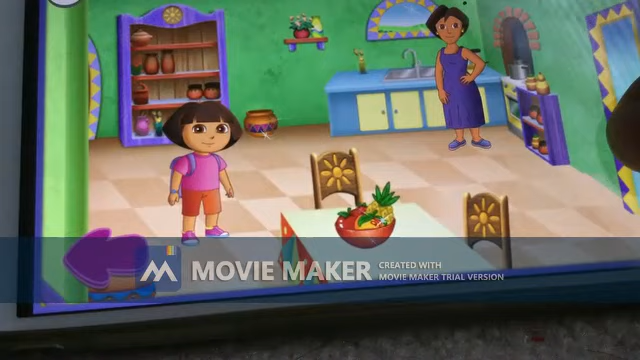 MOVIE MAKER
CREATED WITH
MOVIE MAKER TRIAL VERSION